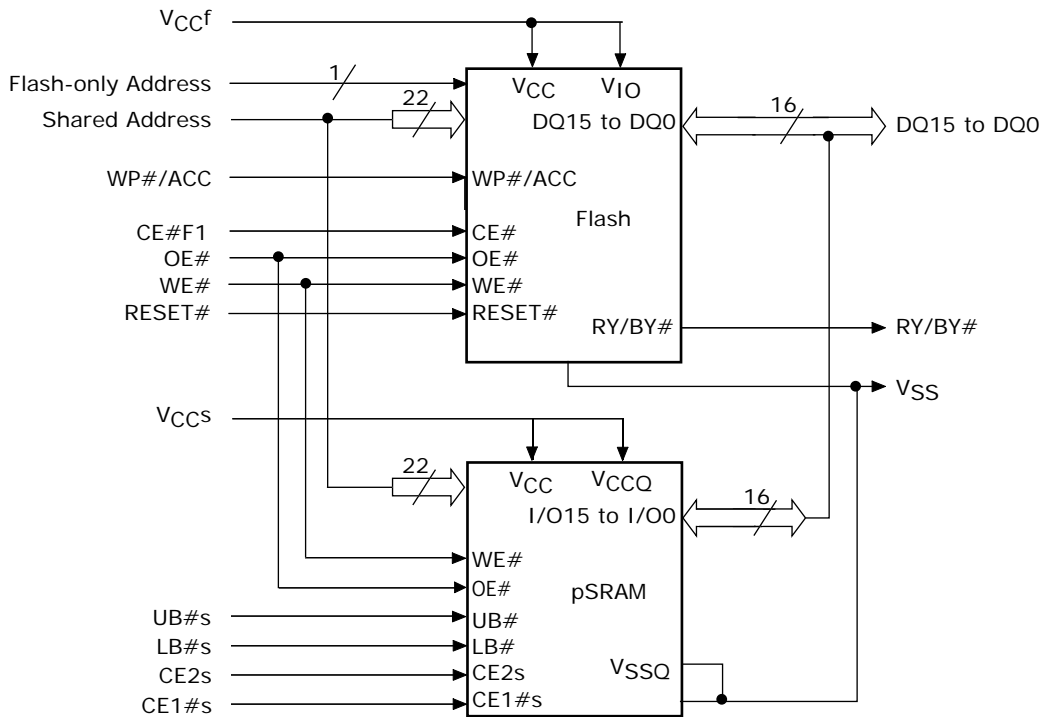 VCCf
Flash-only Address
1
Shared Address
22
VCC
VIO
DQ15 to DQ0
16
DQ15 to DQ0
WP#/ACC
WP#/ACC
Flash
CE#F1
CE#
OE#
OE#
WE#
WE#
RESET#
RESET#
RY/BY#
RY/BY#
VSS
VCCs
22
VCC
VCCQ
I/O15 to I/O0
16
WE#
OE#
pSRAM
UB#s
UB#
LB#s
LB#
CE2s
CE2s
VSSQ
CE1#s
CE1#s